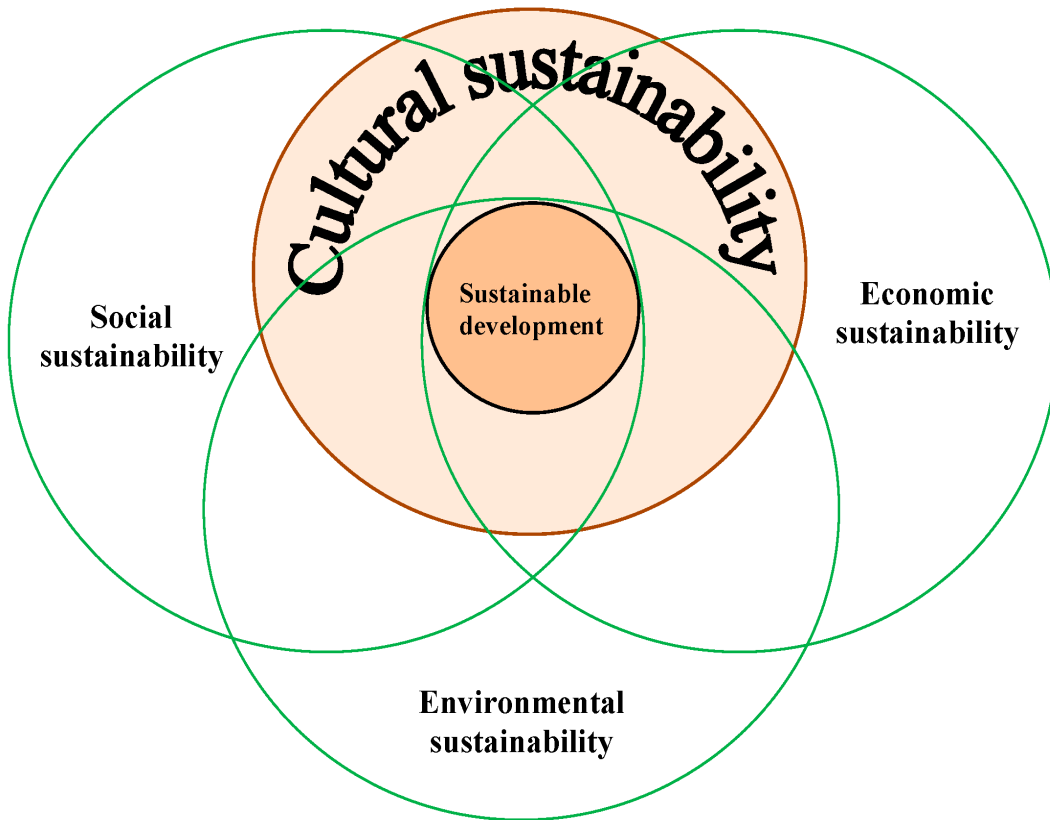 Cultural sustainability
Sustainable
development
Social
sustainability
Economic
sustainability
Environmental
sustainability